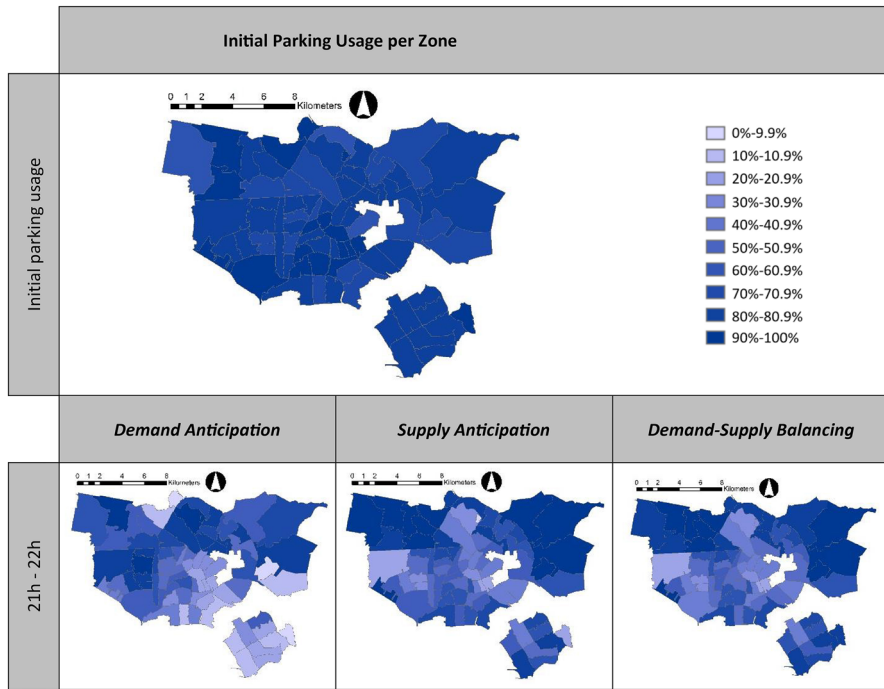 Initial Parking Usage per Zone
Initial parking usage
0 1 2 4 6 8
Kilometers
0%-9.9%
10%-10.9%
20%-20.9%
30%-30.9%
40%-40.9%
50%-50.9%
60%-60.9%
70%-70.9%
80%-80.9%
90%-100%
Demand Anticipation
Supply Anticipation
Demand-Supply Balancing
21h - 22h
0 1 2 4 6 8
Kilometers
0 1 2 4 6 8
Kilometers
0 1 2 4 6 8
Kilometers